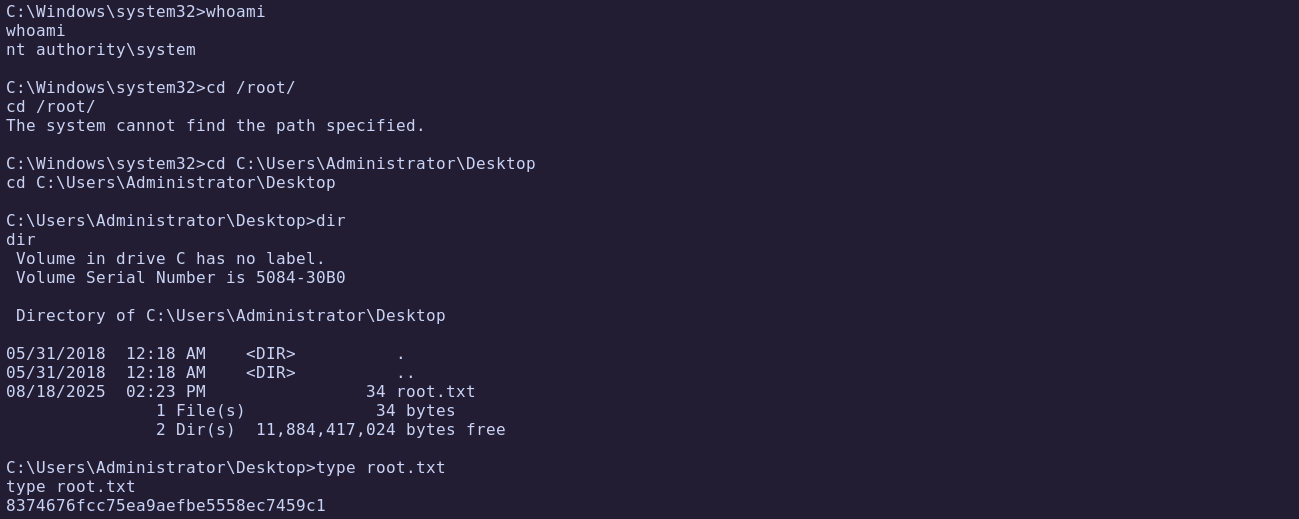 C:\Windows\system32>whoami
whoami
nt authority\system

C:\Windows\system32>cd /root/
cd /root/
The system cannot find the path specified.

C:\Windows\system32>cd C:\Users\Administrator\Desktop
cd C:\Users\Administrator\Desktop

C:\Users\Administrator\Desktop>dir
dir
 Volume in drive C has no label.
 Volume Serial Number is 5084-30B0

 Directory of C:\Users\Administrator\Desktop

05/31/2018  12:18 AM    <DIR>          .
05/31/2018  12:18 AM    <DIR>          ..
08/18/2025  02:23 PM                34 root.txt
               1 File(s)             34 bytes
               2 Dir(s)  11,884,417,024 bytes free

C:\Users\Administrator\Desktop>type root.txt
type root.txt
8374676fcc75ea9aefbe5558ec7459c1